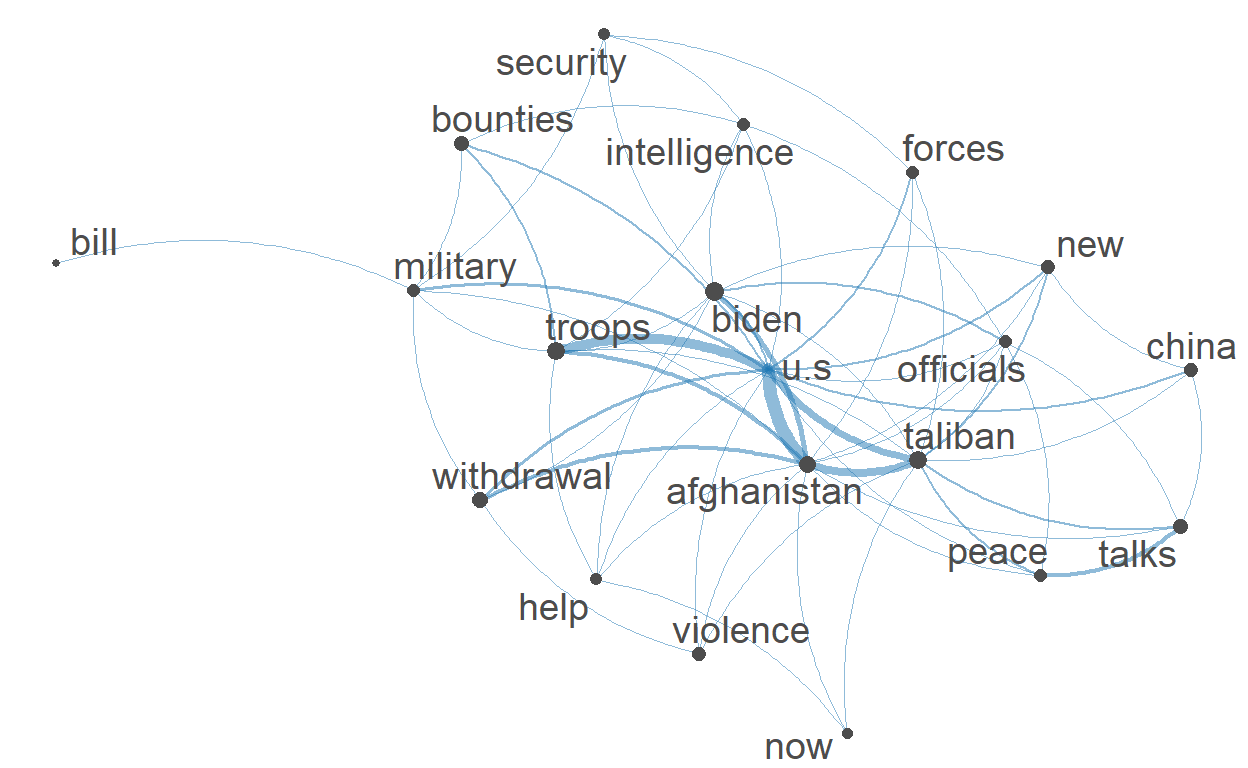 security
bounties
intelligence
forces
bill
new
military
biden
troops
china
u.s
officials
taliban
withdrawal
afghanistan
peace
talks
help
violence
now